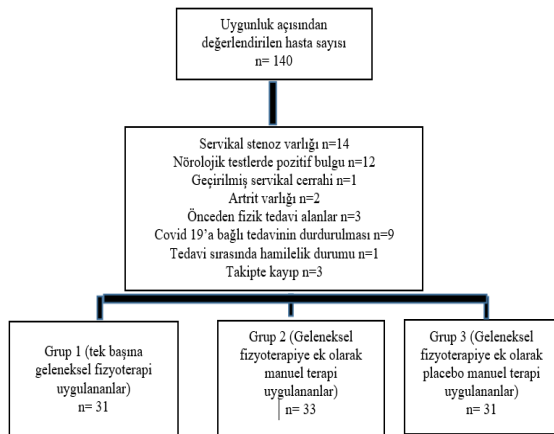 Uygunluk açısından
değerlendirilen hasta sayısı
n= 140
Servikal stenoz varlığı n=14
Nörolojik testlerde pozitif bulgu n=12
Geçirilmiş servikal cerrahi n=1
Artrit varlığı n=2
Önceden fizik tedavi alanlar n=3
Covid 19’a bağlı tedavinin durdurulması n=9
Tedavi sırasında hamilelik durumu n=1
Takipte kayıp n=3
Grup 1 (tek başına
geleneksel fizyoterapi
uygulananlar)
n= 31
Grup 2 (Geleneksel
fizyoterapiye ek olarak
manuel terapi
uygulananlar)
n= 33
Grup 3 (Geleneksel
fizyoterapiye ek olarak
placebo manuel terapi
uygulananlar)
n= 31